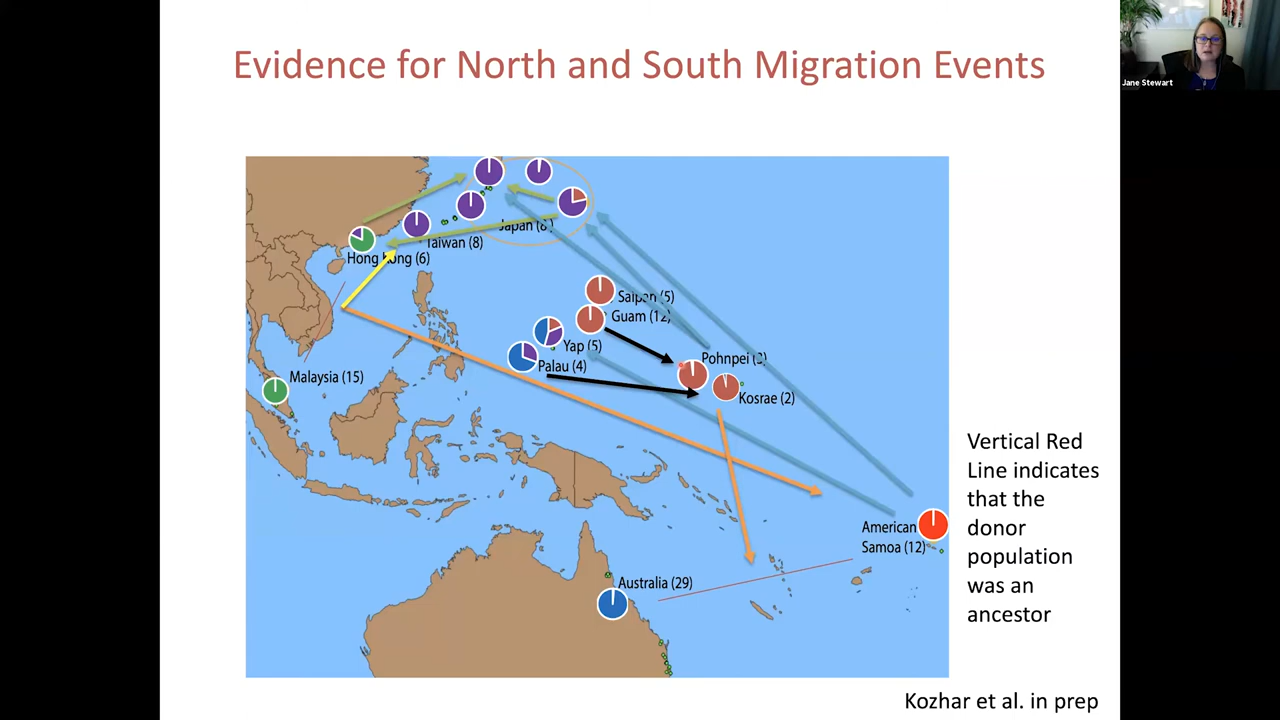 Evidence for North and South Migration Events
Jane Stewart
Japan (8)
Taiwan (8)
Hong Kong (6)
Saipan (5)
Guam (12)
Yap (5)
Palau (4)
Pohnpei
Kosrae (2)
Malaysia (15)
American
Samoa (12)
Australia (29)
Vertical Red
Line indicates
that the
donor
population
was an
ancestor
Kozhar et al. in prep